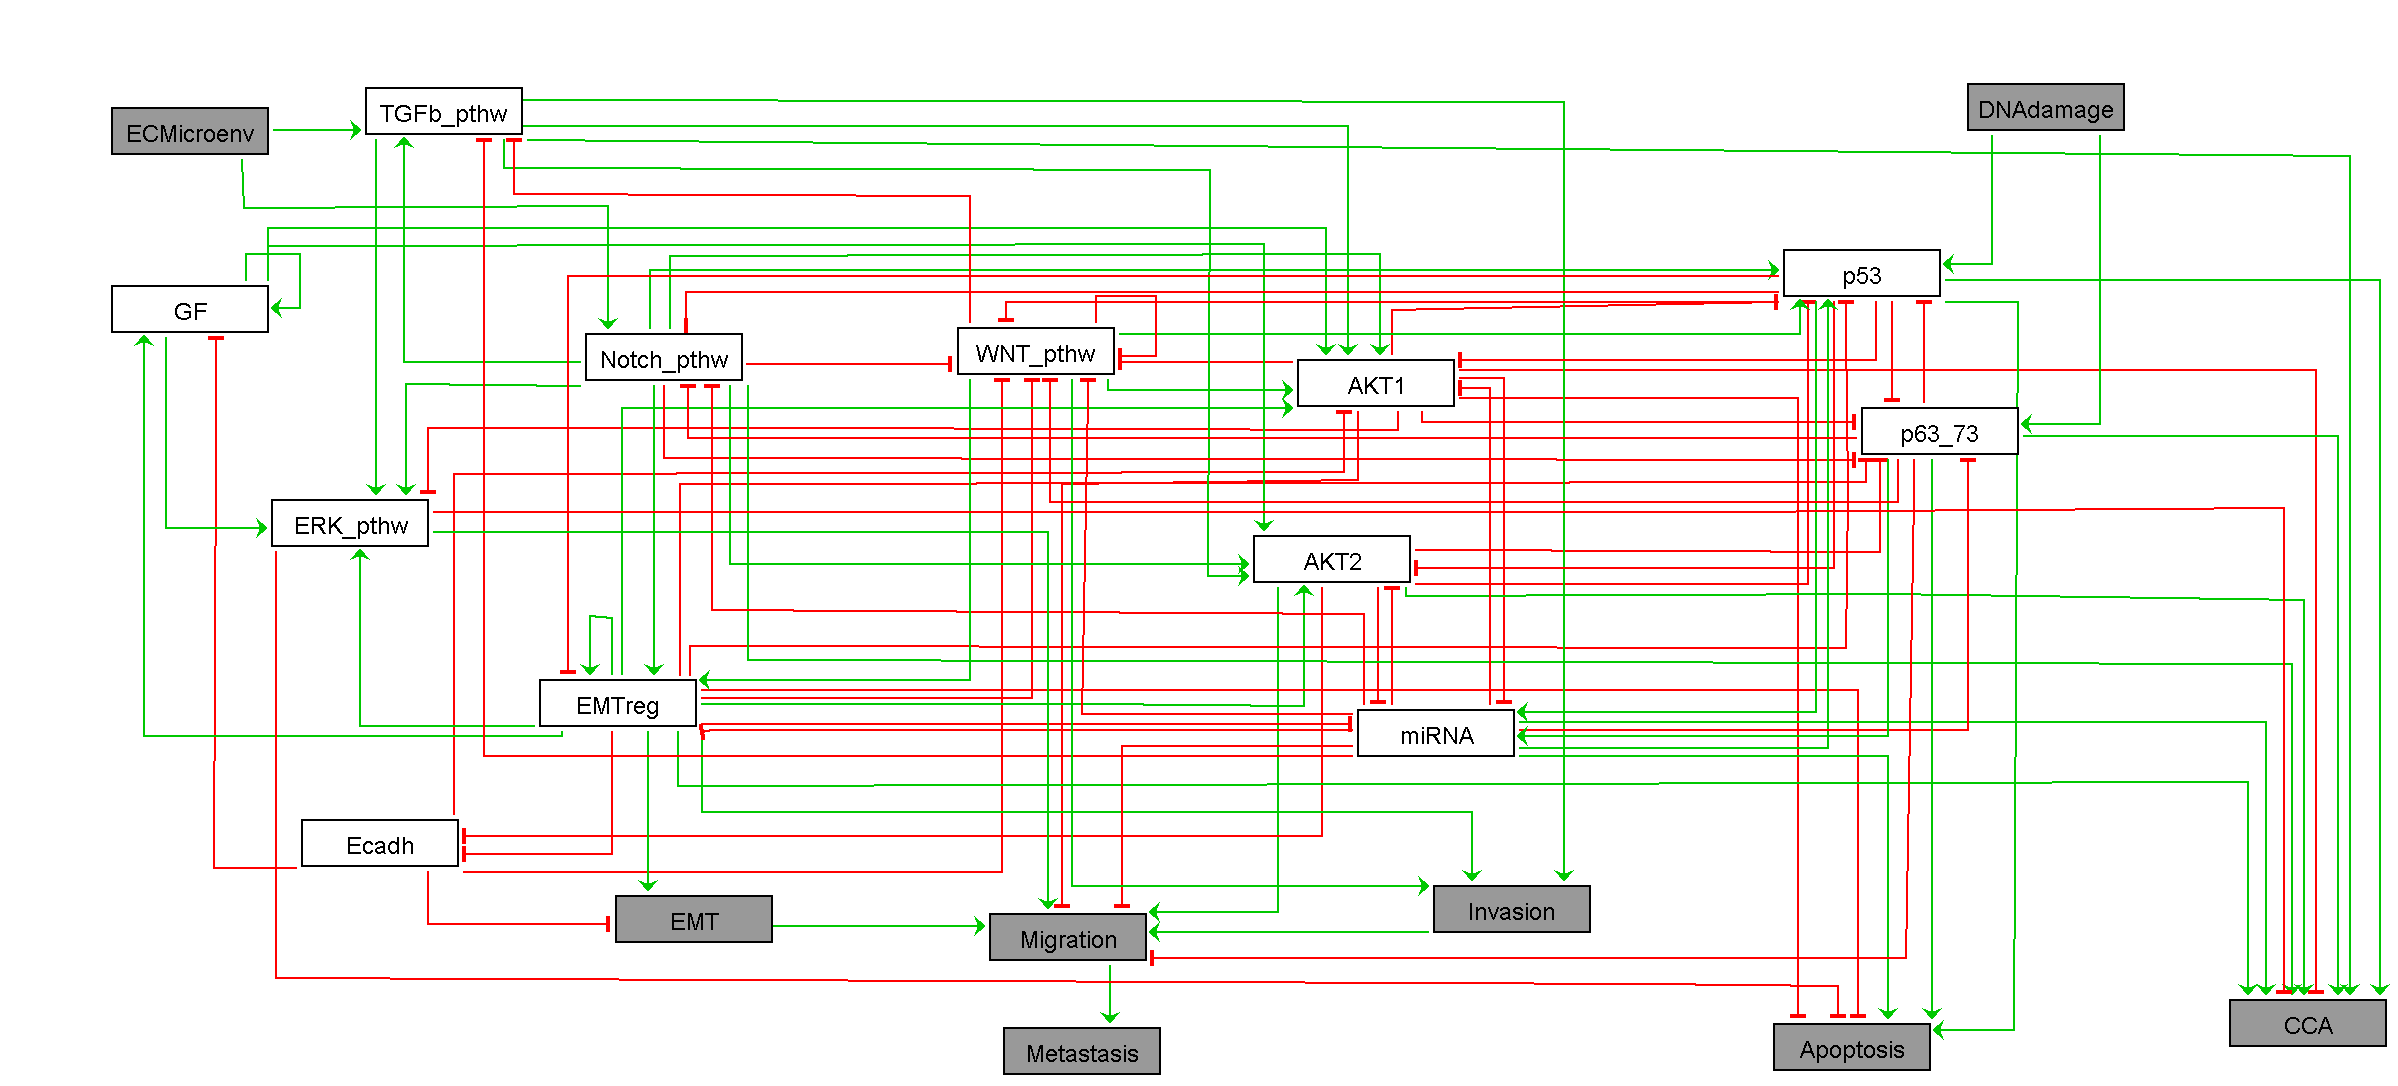 TGFb_pthw
DNAdamage
ECMicroenv
p53
GF
Notch_pthw
WNT_pthw
AKT1
p63_73
ERK_pthw
AKT2
EMTreg
miRNA
Ecadh
Invasion
EMT
Migration
CCA
Metastasis
Apoptosis